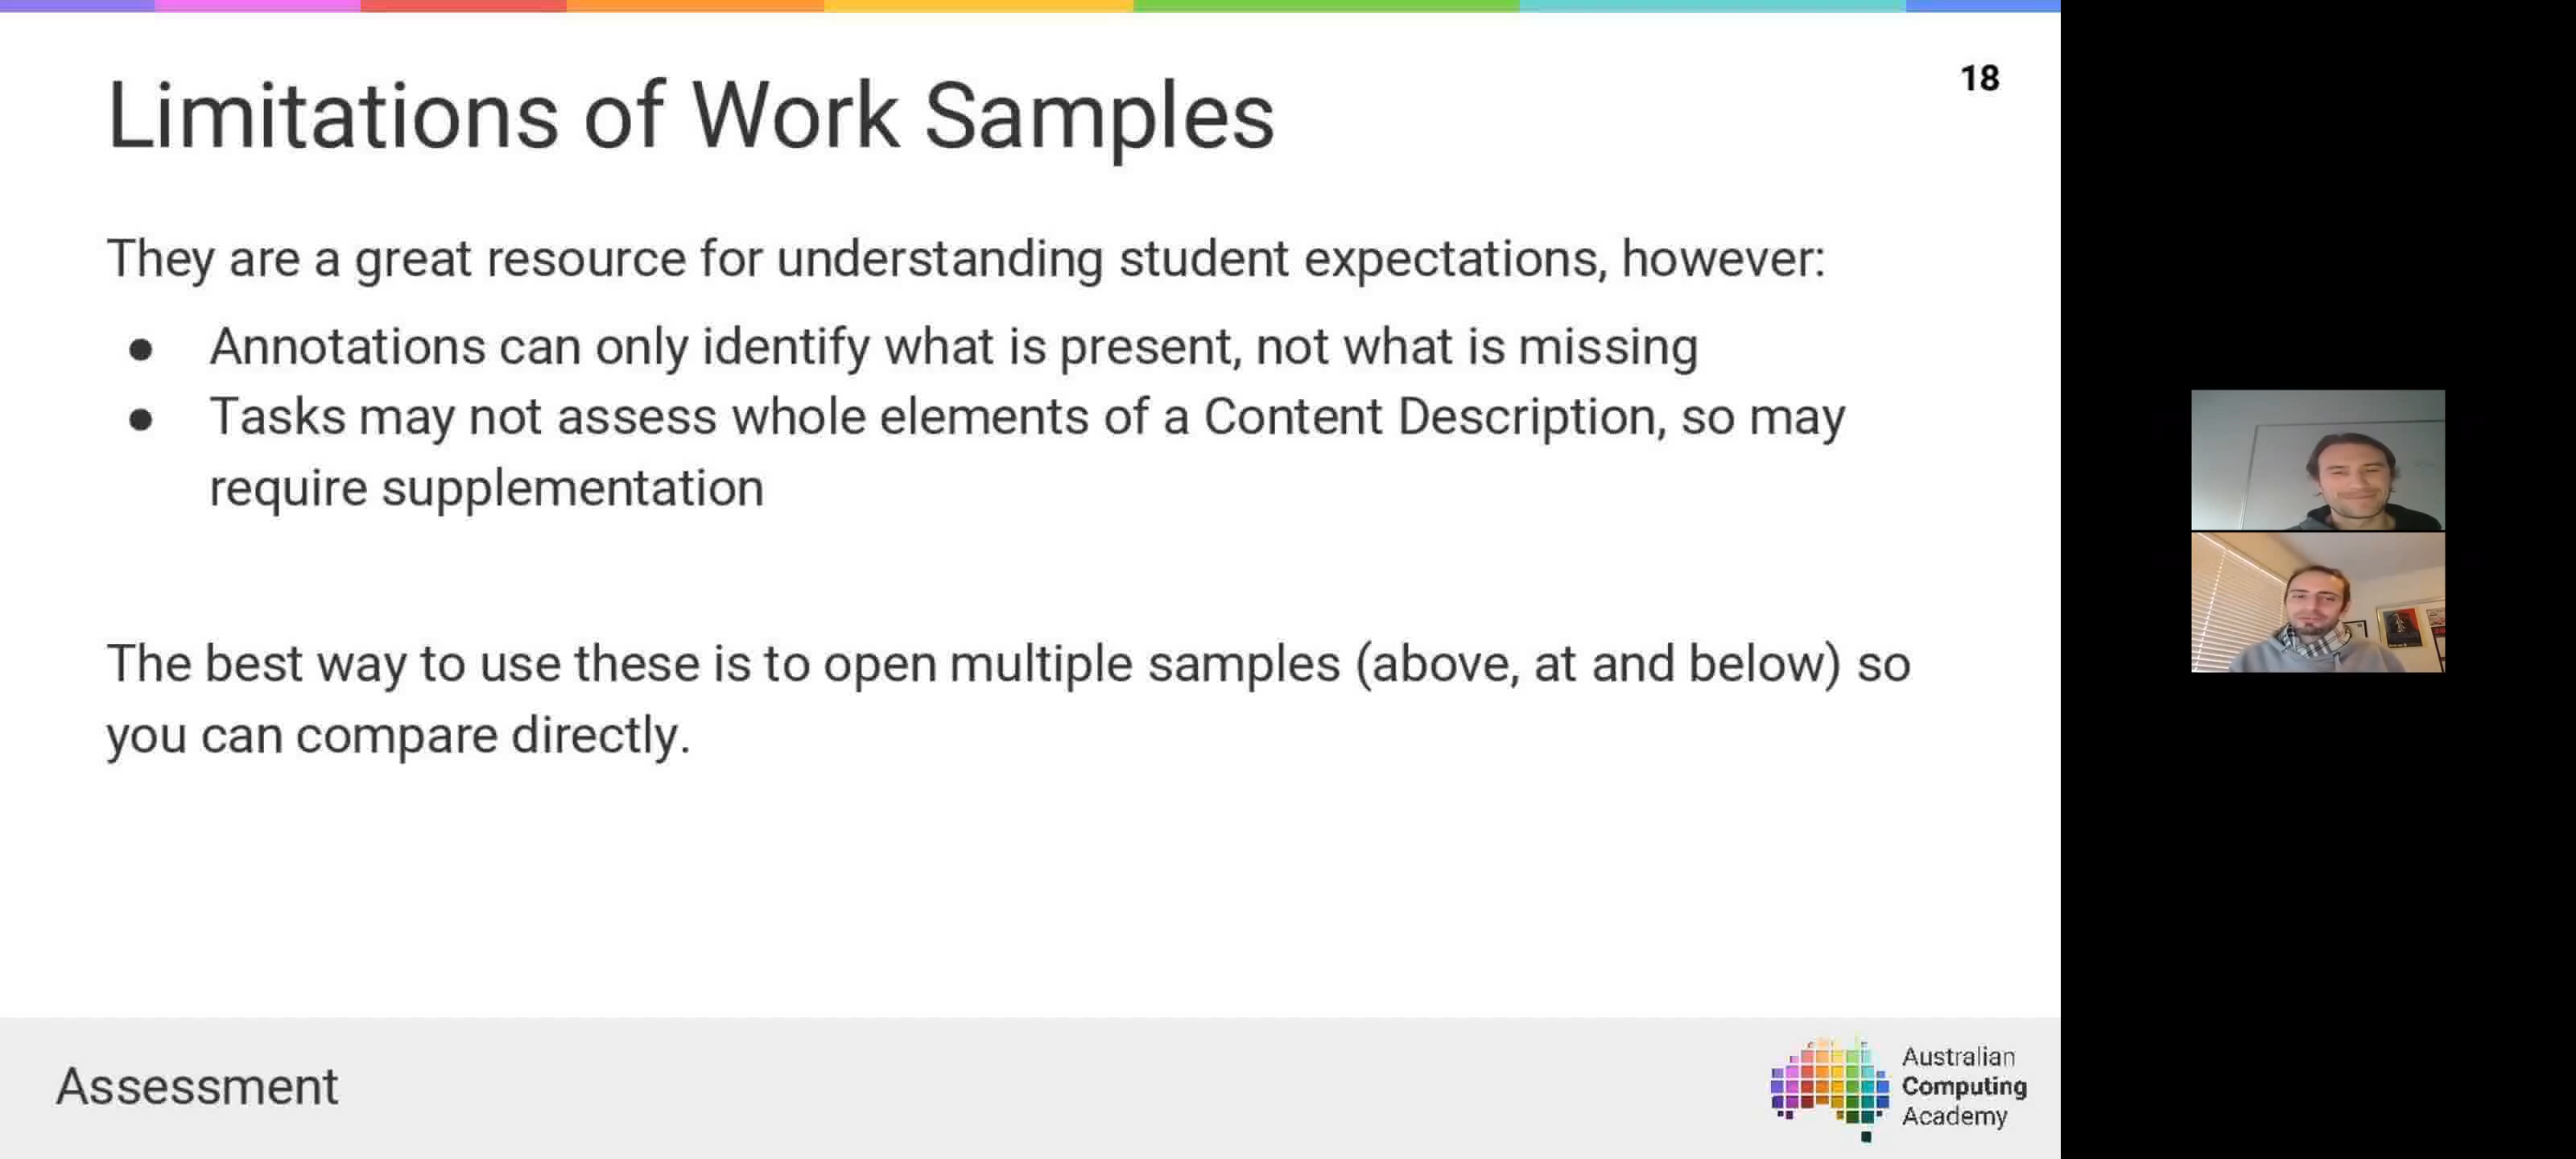 18
Limitations of Work Samples
They are a great resource for understanding student expectations, however:
● Annotations can only identify what is present, not what is missing
● Tasks may not assess whole elements of a Content Description, so may
require supplementation
The best way to use these is to open multiple samples (above, at and below) so
you can compare directly.
Assessment
Australian
Computing
Academy